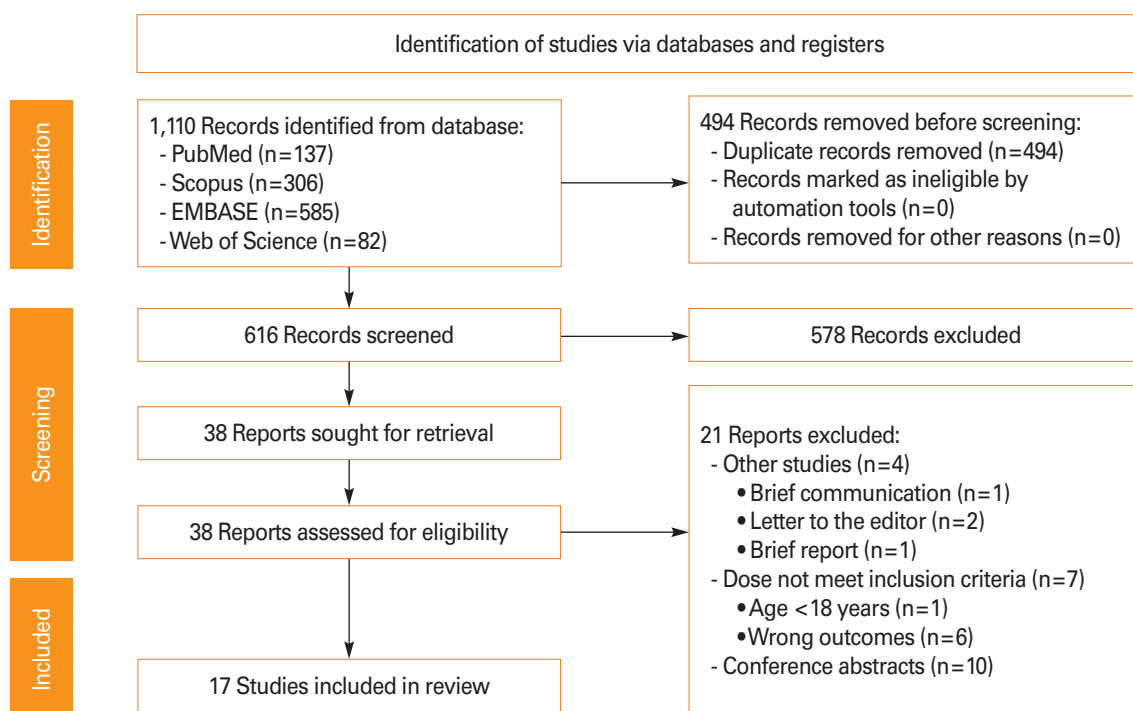 Identification of studies via databases and registers
Identification
1,110 Records identified from database:
- PubMed (n=137)
- Scopus (n=306)
- EMBASE (n=585)
- Web of Science (n=82)
494 Records removed before screening:
- Duplicate records removed (n=494)
- Records marked as ineligible by
automation tools (n=0)
- Records removed for other reasons (n=0)
Screening
616 Records screened
578 Records excluded
38 Reports sought for retrieval
38 Reports assessed for eligibility
21 Reports excluded:
- Other studies (n=4)
• Brief communication (n=1)
• Letter to the editor (n=2)
• Brief report (n=1)
- Dose not meet inclusion criteria (n=7)
• Age <18 years (n=1)
• Wrong outcomes (n=6)
- Conference abstracts (n=10)
Included
17 Studies included in review